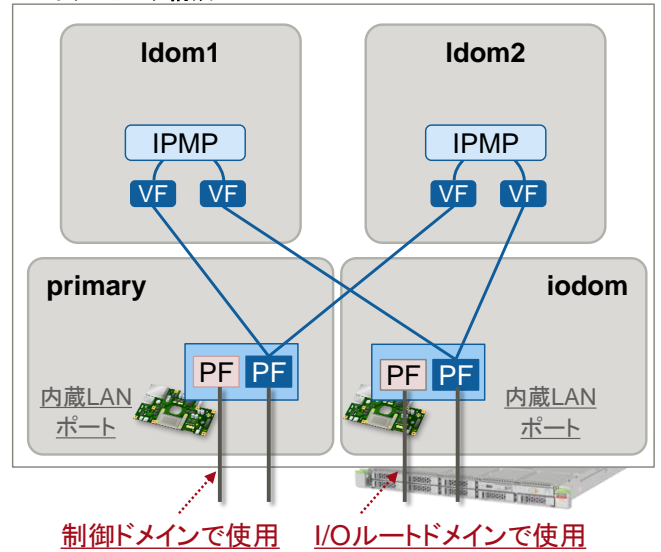 ldom1
ldom2
IPMP
IPMP
VF
VF
VF
VF
primary
iodom
PF
PF
PF
PF
内蔵LAN
ポート
内蔵LAN
ポート
制御ドメインで使用
I/Oルートドメインで使用